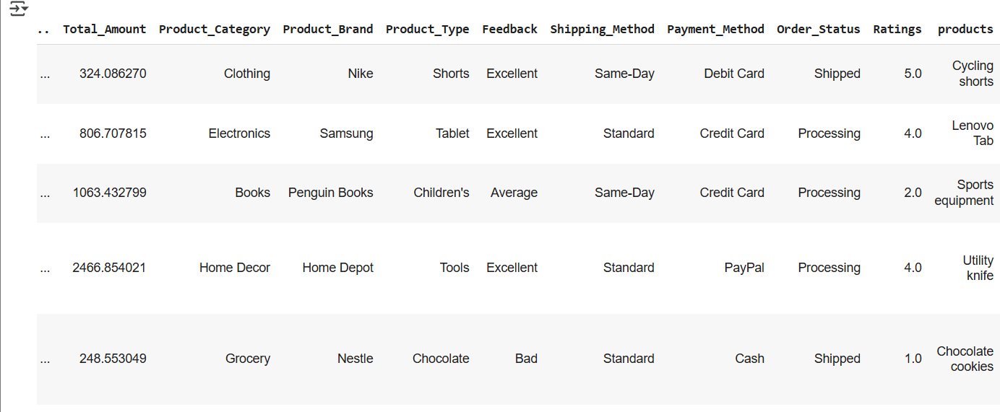 .. Total_Amount Product_Category Product_Brand Product_Type Feedback Shipping_Method Payment_Method Order_Status Ratings products
... 324.086270 Clothing Nike Shorts Excellent Same-Day Debit Card Shipped 5.0 Cycling shorts
... 806.707815 Electronics Samsung Tablet Excellent Standard Credit Card Processing 4.0 Lenovo Tab
... 1063.432799 Books Penguin Books Children's Average Same-Day Credit Card Processing 2.0 Sports equipment
... 2466.854021 Home Decor Home Depot Tools Excellent Standard PayPal Processing 4.0 Utility knife
... 248.553049 Grocery Nestle Chocolate Bad Standard Cash Shipped 1.0 Chocolate cookies